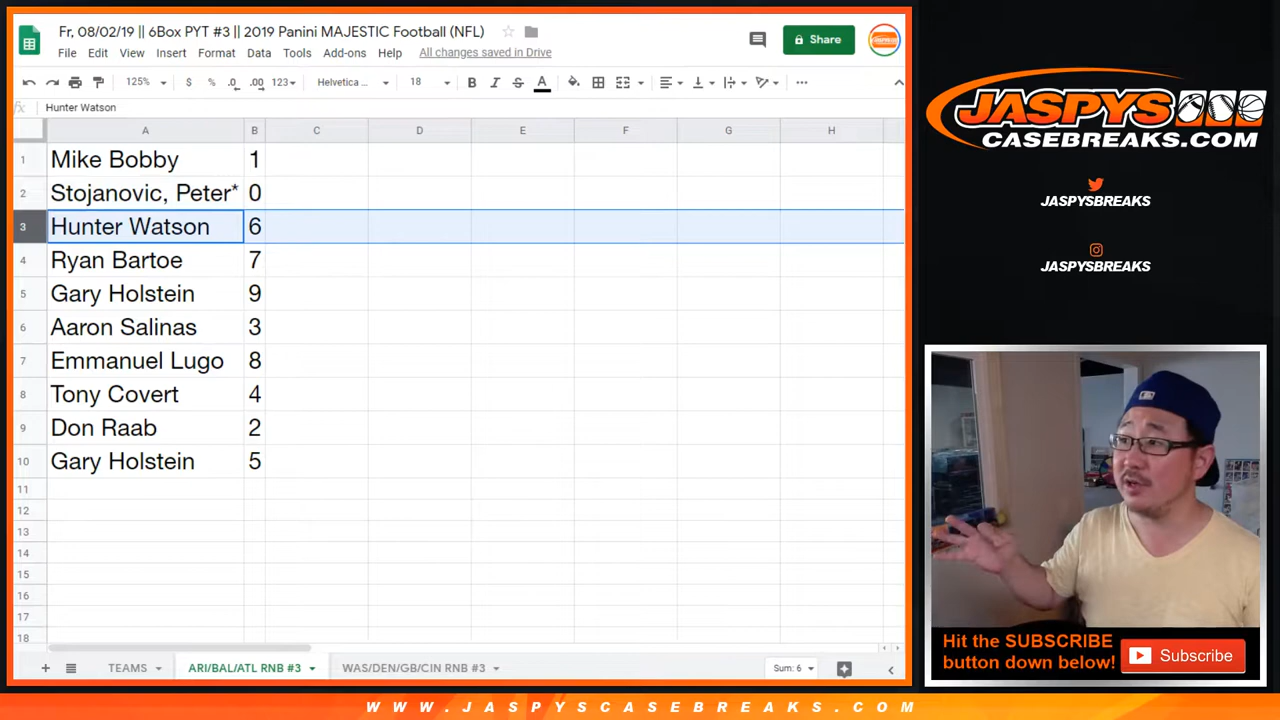 Fr, 08/02/19 || 6Box PYT #3 || 2019 Panini MAJESTIC Football (NFL)
File Edit View Insert Format Data Tools Add-ons Help All changes saved in Drive
Share
125% $ % .0 .00 123 Helvetica ... 18 B I S A ...
fx Hunter Watson
A B C D E F G H
1 Mike Bobby 1
2 Stojanovic, Peter* 0
3 Hunter Watson 6
4 Ryan Bartoe 7
5 Gary Holstein 9
6 Aaron Salinas 3
7 Emmanuel Lugo 8
8 Tony Covert 4
9 Don Raab 2
10 Gary Holstein 5
11
12
13
14
15
16
17
18
+ TEAMS ARI/BAL/ATL RNB #3 WAS/DEN/GB/CIN RNB #3 Sum: 6
JASPYS
CASEBREAKS.COM
JASPYSBREAKS
JASPYSBREAKS
Hit the SUBSCRIBE
button down below!
Subscribe
WWW.JASPYSCASEBREAKS.COM